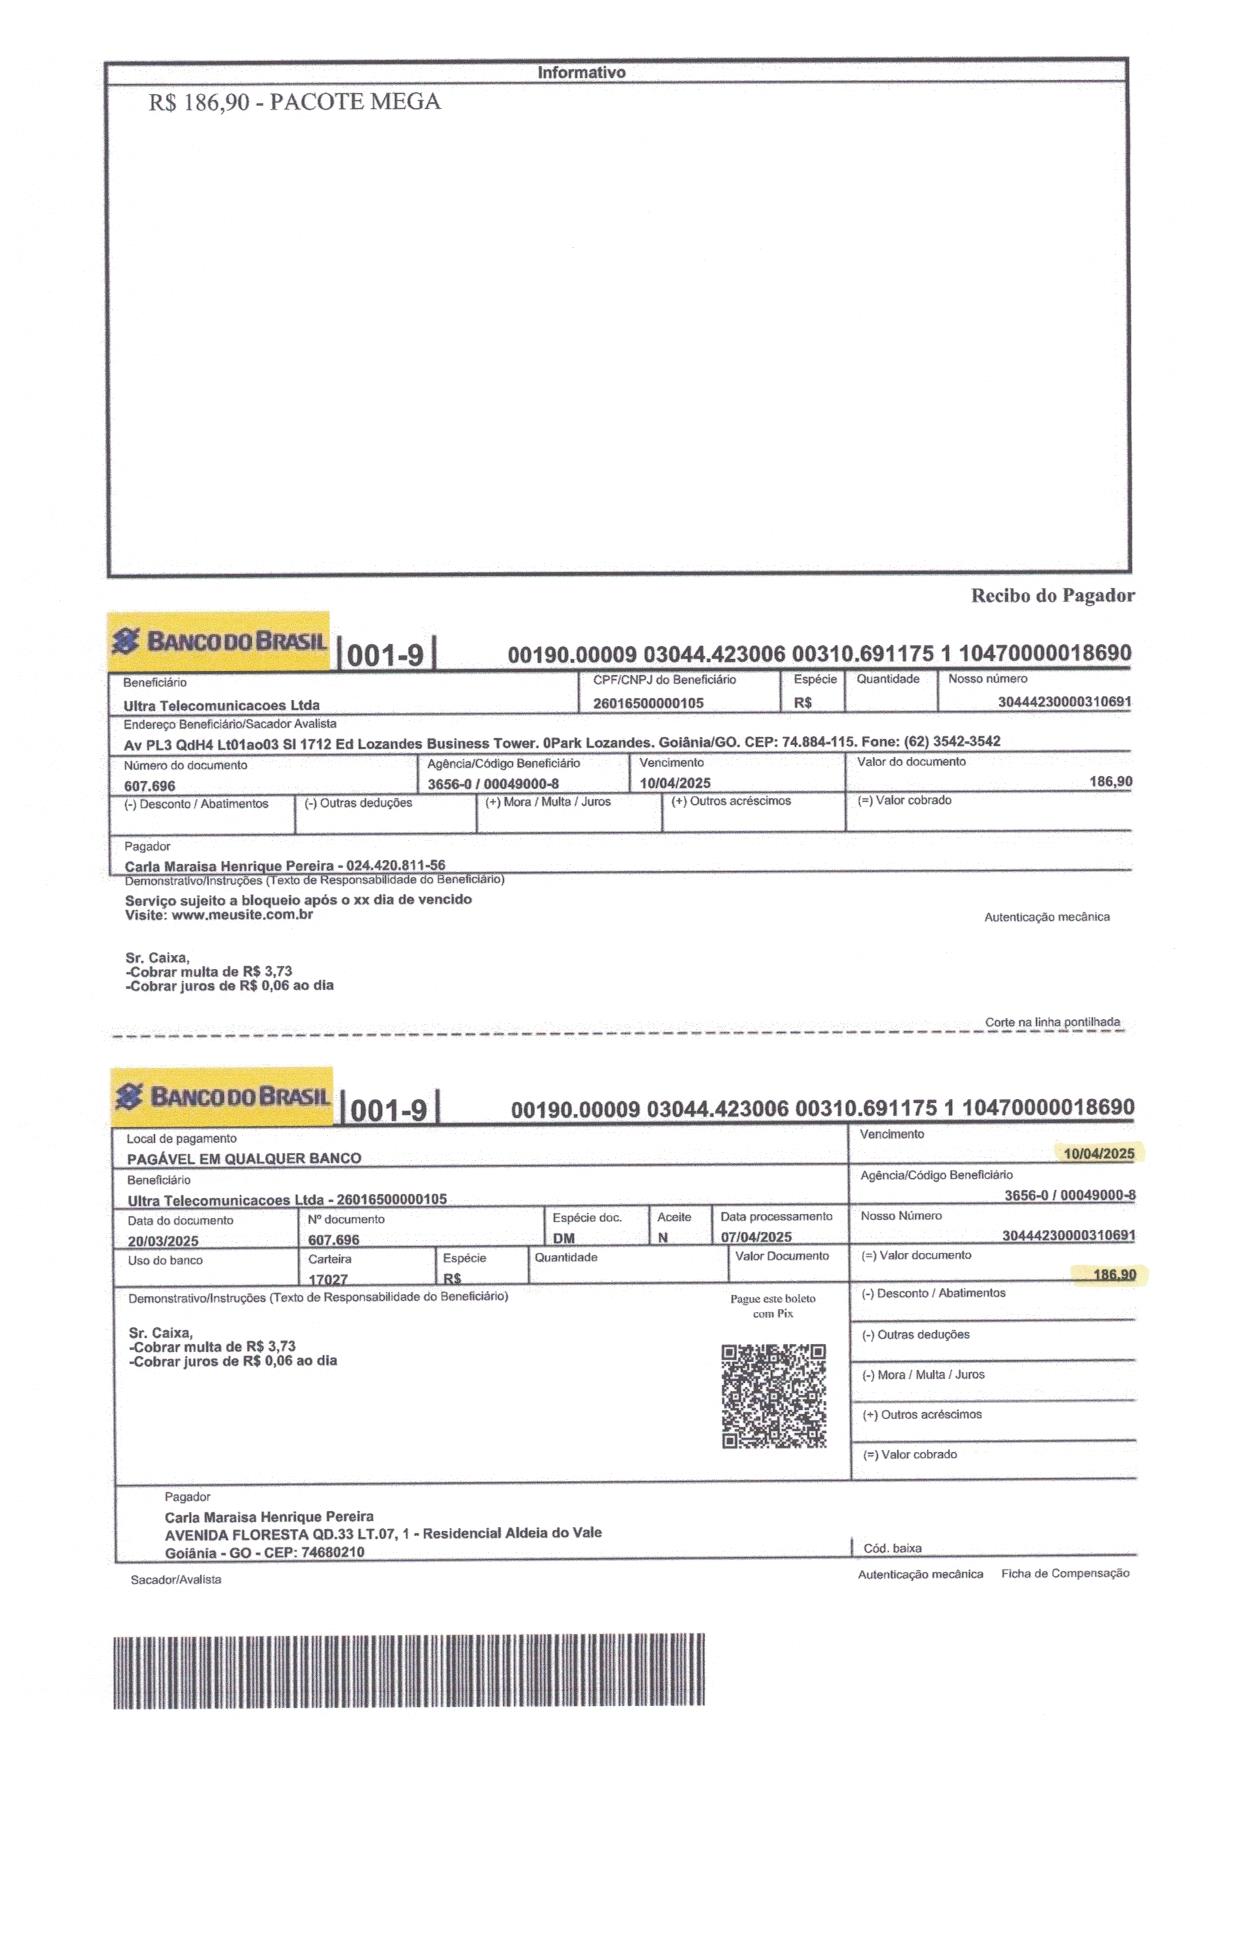 Informativo
R$ 186,90 - PACOTE MEGA
Recibo do Pagador
BANCO DO BRASIL 001-9 00190.00009 03044.423006 00310.691175 1 10470000018690
Beneficiário CPF/CNPJ do Beneficiário Espécie Quantidade Nosso número
Ultra Telecomunicacoes Ltda 26016500000105 R$ 30444230000310691
Endereço Beneficiário/Sacador Avalista
Av PL3 QdH4 Lt01ao03 Sl 1712 Ed Lozandes Business Tower. 0Park Lozandes. Goiânia/GO. CEP: 74.884-115. Fone: (62) 3542-3542
Número do documento Agência/Código Beneficiário Vencimento Valor do documento
607.696 3656-0 / 00049000-8 10/04/2025 186,90
(-) Desconto / Abatimentos (-) Outras deduções (+) Mora / Multa / Juros (+) Outros acréscimos (=) Valor cobrado
Pagador
Carla Maraisa Henrique Pereira - 024.420.811-56
Demonstrativo/Instruções (Texto de Responsabilidade do Beneficiário)
Serviço sujeito a bloqueio após o xx dia de vencido
Visite: www.meusite.com.br
Autenticação mecânica
Sr. Caixa,
-Cobrar multa de R$ 3,73
-Cobrar juros de R$ 0,06 ao dia
Corte na linha pontilhada
BANCO DO BRASIL 001-9 00190.00009 03044.423006 00310.691175 1 10470000018690
Local de pagamento Vencimento
PAGÁVEL EM QUALQUER BANCO 10/04/2025
Beneficiário Agência/Código Beneficiário
Ultra Telecomunicacoes Ltda - 26016500000105 3656-0 / 00049000-8
Data do documento Nº documento Espécie doc. Aceite Data processamento Nosso Número
20/03/2025 607.696 DM N 07/04/2025 30444230000310691
Uso do banco Carteira Espécie Quantidade Valor Documento (=) Valor documento
17027 R$ 186,90
Demonstrativo/Instruções (Texto de Responsabilidade do Beneficiário) Pague este boleto (-) Desconto / Abatimentos
com Pix
Sr. Caixa, (-) Outras deduções
-Cobrar multa de R$ 3,73
-Cobrar juros de R$ 0,06 ao dia
(-) Mora / Multa / Juros
(+) Outros acréscimos
(=) Valor cobrado
Pagador
Carla Maraisa Henrique Pereira
AVENIDA FLORESTA QD.33 LT.07, 1 - Residencial Aldeia do Vale
Goiânia - GO - CEP: 74680210 Cód. baixa
Sacador/Avalista Autenticação mecânica Ficha de Compensação